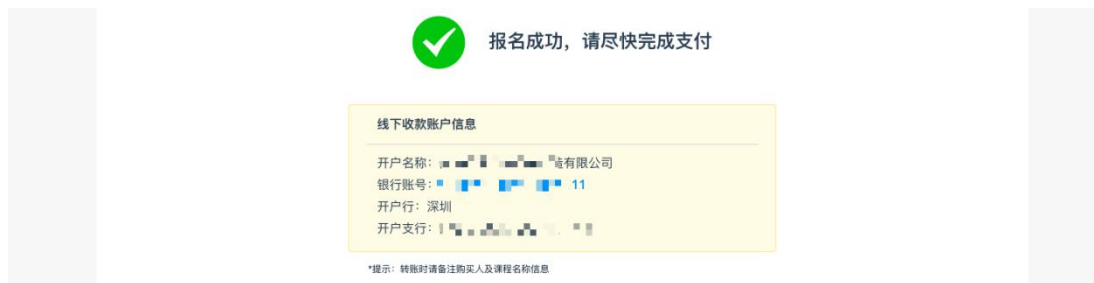 报名成功，请尽快完成支付
线下收款账户信息
开户名称：有限公司
银行账号：11
开户行：深圳
开户支行：
*提示：转账时请备注购买人及课程名称信息